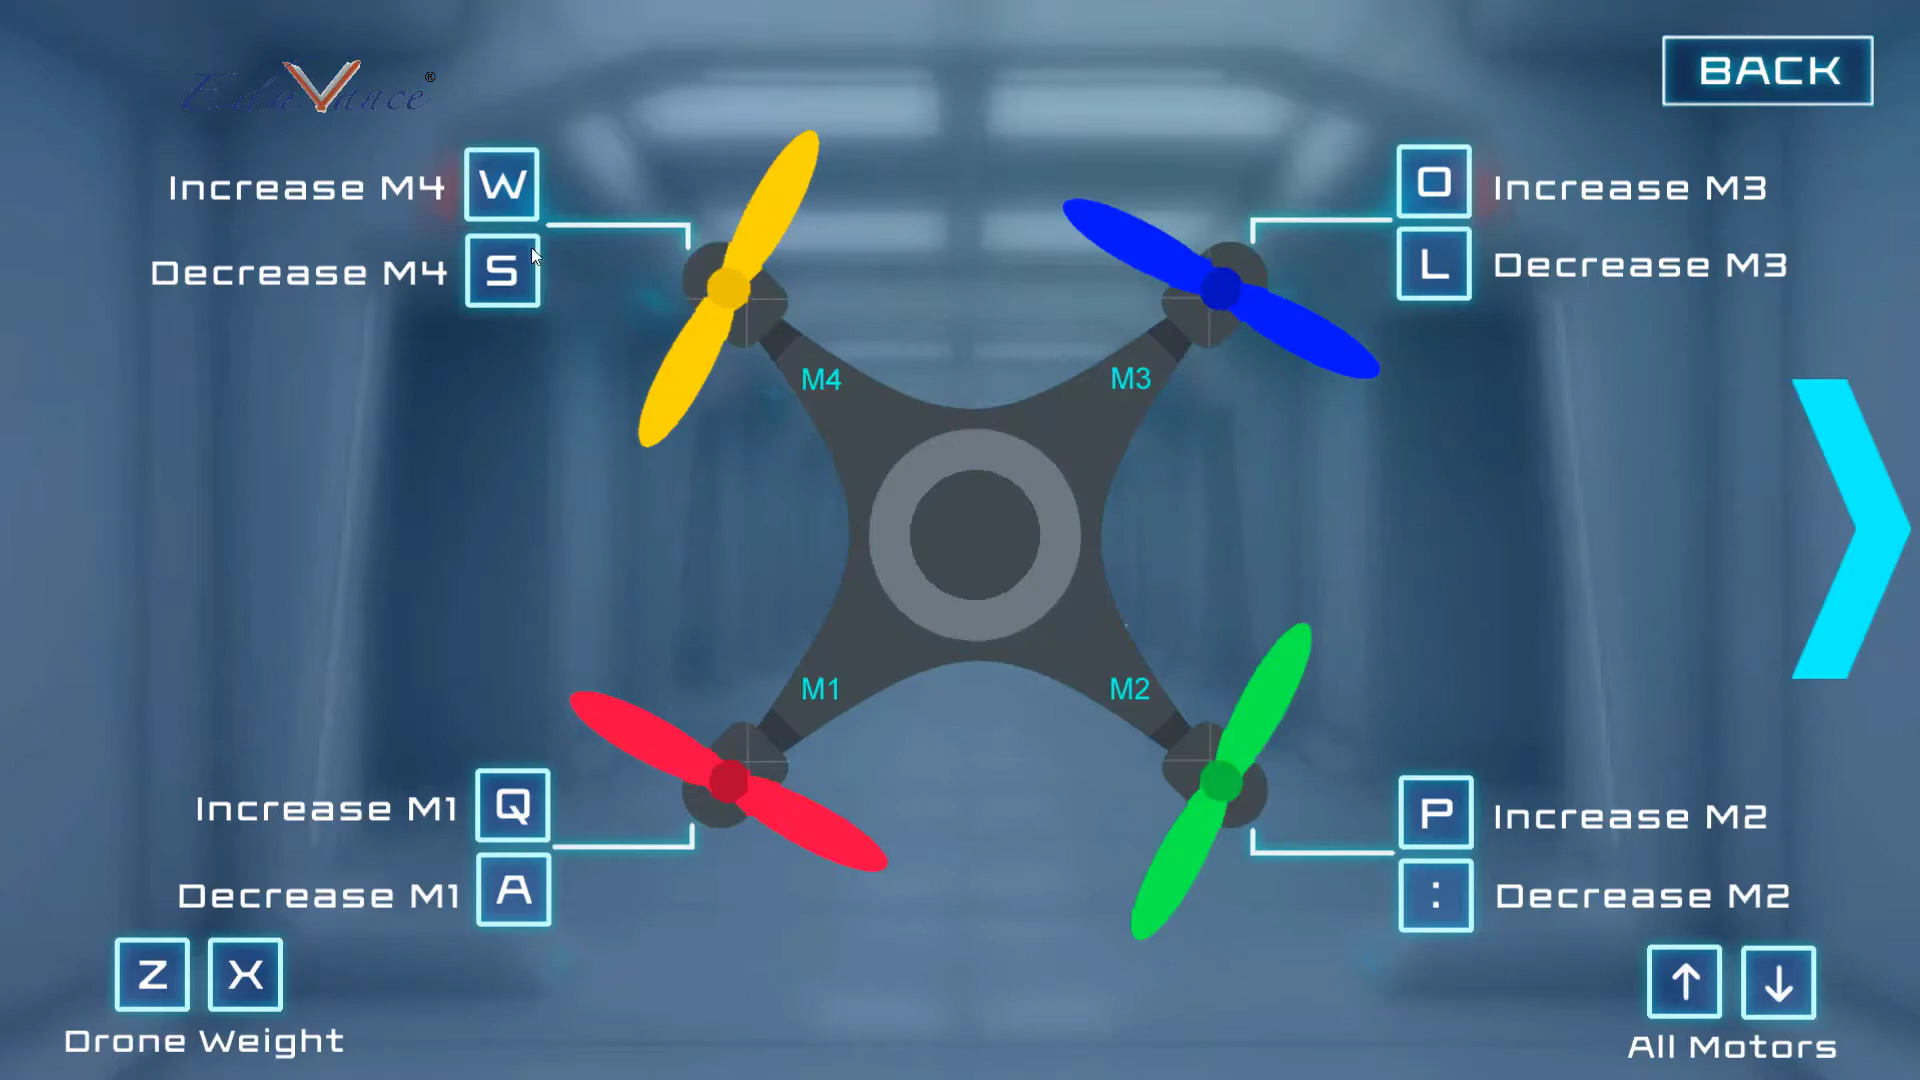 EduVance®
BACK
Increase M4 W
Decrease M4 S
O Increase M3
L Decrease M3
M4
M3
M1
M2
Increase M1 Q
Decrease M1 A
P Increase M2
: Decrease M2
Z X
Drone Weight
↑ ↓
All Motors